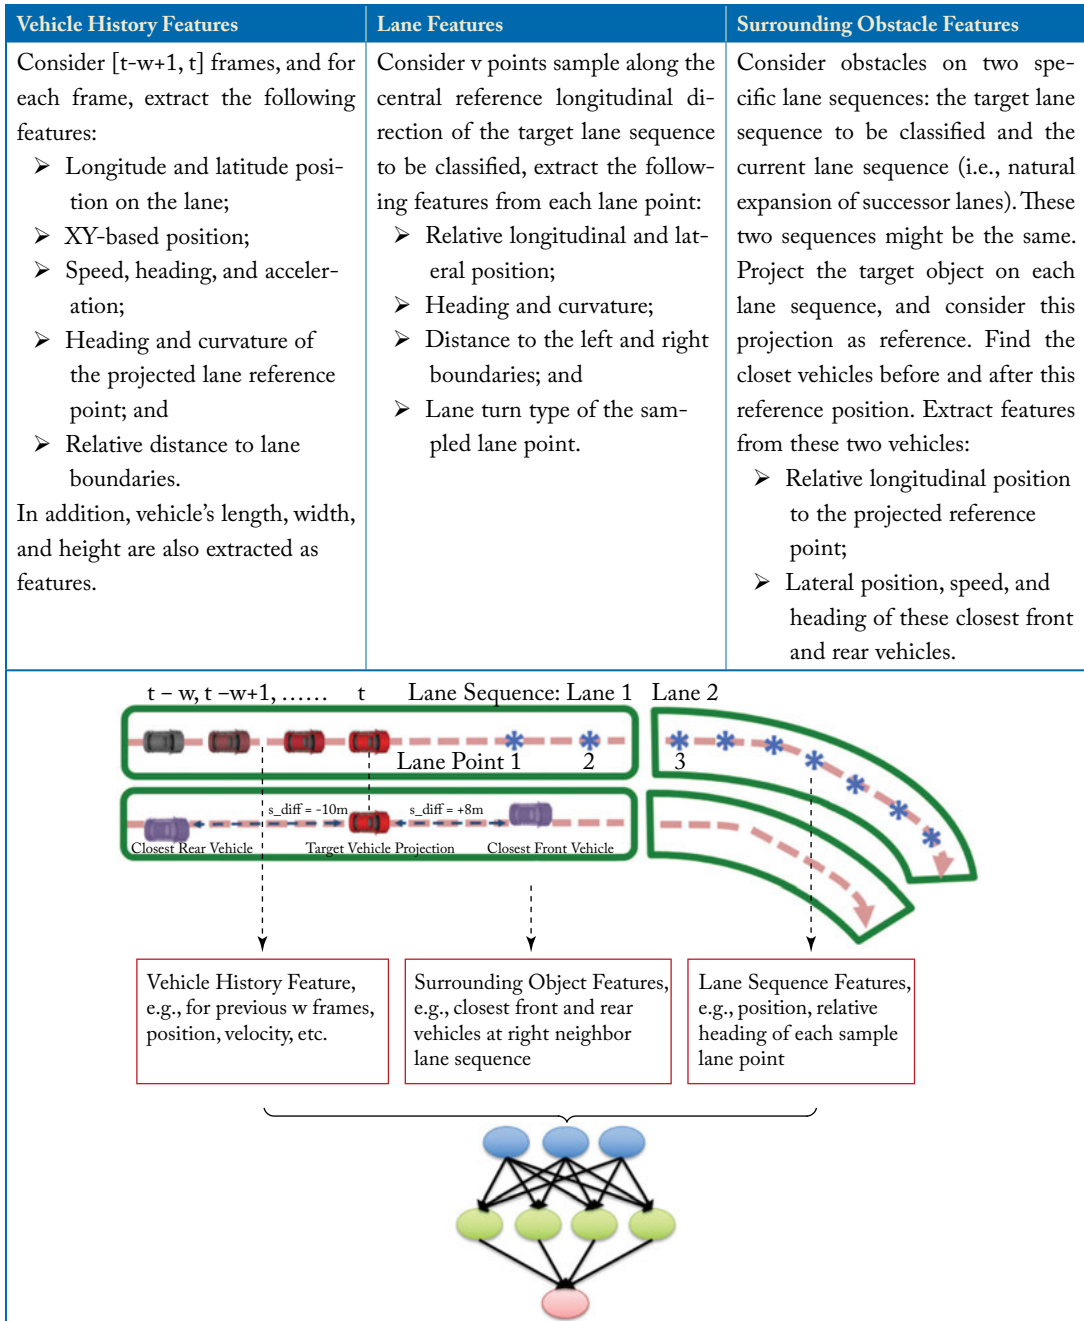 Vehicle History Features
Consider [t-w+1, t] frames, and for
each frame, extract the following
features:
➢ Longitude and latitude posi-
tion on the lane;
➢ XY-based position;
➢ Speed, heading, and acceler-
ation;
➢ Heading and curvature of
the projected lane reference
point; and
➢ Relative distance to lane
boundaries.
In addition, vehicle's length, width,
and height are also extracted as
features.
Lane Features
Consider v points sample along the
central reference longitudinal di-
rection of the target lane sequence
to be classified, extract the follow-
ing features from each lane point:
➢ Relative longitudinal and lat-
eral position;
➢ Heading and curvature;
➢ Distance to the left and right
boundaries; and
➢ Lane turn type of the sam-
pled lane point.
Surrounding Obstacle Features
Consider obstacles on two spe-
cific lane sequences: the target lane
sequence to be classified and the
current lane sequence (i.e., natural
expansion of successor lanes). These
two sequences might be the same.
Project the target object on each
lane sequence, and consider this
projection as reference. Find the
closet vehicles before and after this
reference position. Extract features
from these two vehicles:
➢ Relative longitudinal position
to the projected reference
point;
➢ Lateral position, speed, and
heading of these closest front
and rear vehicles.
t – w, t –w+1, …… t
Lane Sequence: Lane 1 Lane 2
Lane Point 1 2 3
s_diff = -10m
s_diff = +8m
Closest Rear Vehicle
Target Vehicle Projection
Closest Front Vehicle
Vehicle History Feature,
e.g., for previous w frames,
position, velocity, etc.
Surrounding Object Features,
e.g., closest front and rear
vehicles at right neighbor
lane sequence
Lane Sequence Features,
e.g., position, relative
heading of each sample
lane point